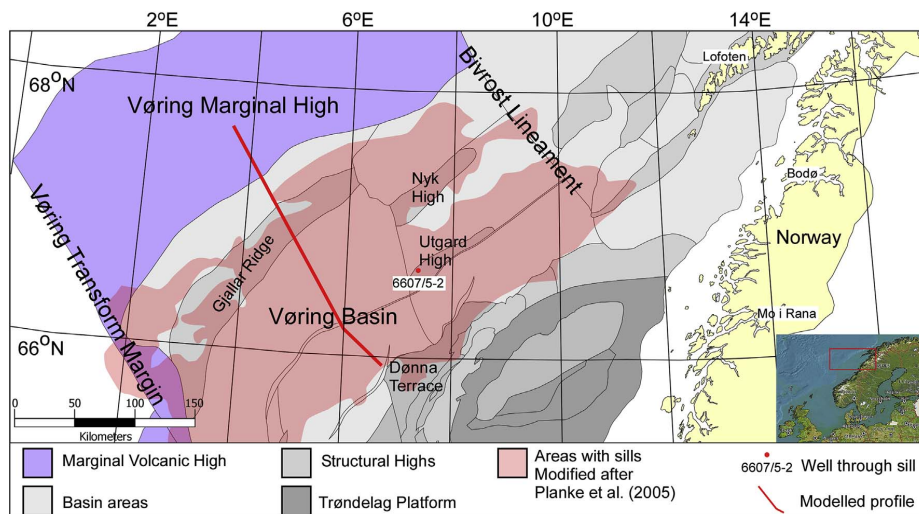 2°E 6°E 10°E 14°E
68°N
Lofoten
Bivrost Lineament
Vøring Marginal High
Nyk
High
Bodø
Vøring Transform Margin
Utgard
High
Norway
Gjallar Ridge
6607/5-2
Vøring Basin
Mo i Rana
66°N
Dønna
Terrace
0 50 100 150
Kilometers
Marginal Volcanic High
Structural Highs
Areas with sills
Modified after
Planke et al. (2005)
6607/5-2 Well through sill
Basin areas
Trøndelag Platform
Modelled profile